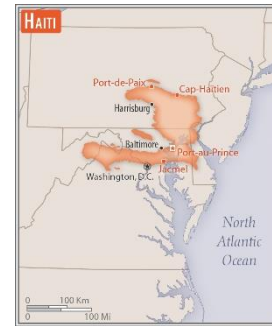 HAITI
Port-de-Paix
Cap-Haïtien
Harrisburg
Baltimore
Port-au-Prince
Jacmel
Washington, D.C.
North
Atlantic
Ocean
0 100 Km
0 100 Mi